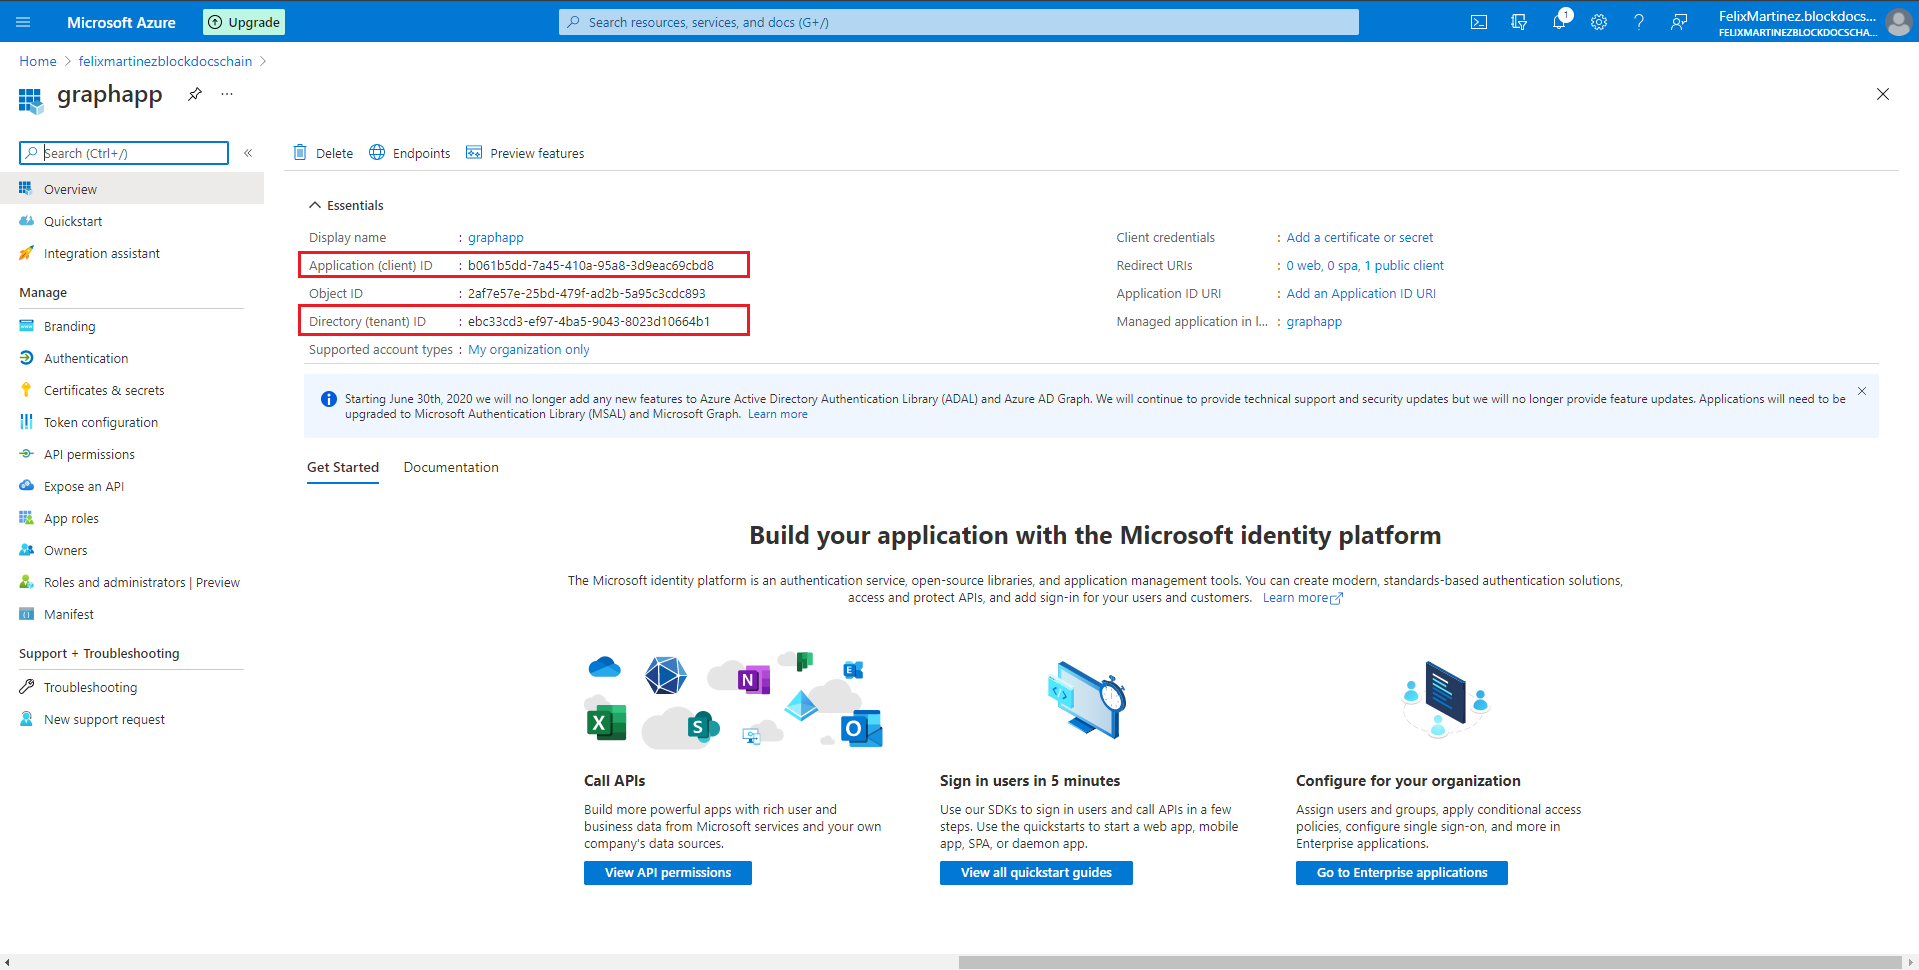 Microsoft Azure
Upgrade
Search resources, services, and docs (G+/)
1
FelixMartinez.blockdocs...
FELIXMARTINEZBLOCKDOCSCHA...
Home > felixmartinezblockdocschain >
graphapp
Search (Ctrl+/)
«
Overview
Quickstart
Integration assistant
Manage
Branding
Authentication
Certificates & secrets
Token configuration
API permissions
Expose an API
App roles
Owners
Roles and administrators | Preview
Manifest
Support + Troubleshooting
Troubleshooting
New support request
Delete
Endpoints
Preview features
Essentials
Display name : graphapp
Application (client) ID : b061b5dd-7a45-410a-95a8-3d9eac69cbd8
Object ID : 2af7e57e-25bd-479f-ad2b-5a95c3cdc893
Directory (tenant) ID : ebc33cd3-ef97-4ba5-9043-8023d10664b1
Supported account types : My organization only
Client credentials : Add a certificate or secret
Redirect URIs : 0 web, 0 spa, 1 public client
Application ID URI : Add an Application ID URI
Managed application in l... : graphapp
Starting June 30th, 2020 we will no longer add any new features to Azure Active Directory Authentication Library (ADAL) and Azure AD Graph. We will continue to provide technical support and security updates but we will no longer provide feature updates. Applications will need to be
upgraded to Microsoft Authentication Library (MSAL) and Microsoft Graph. Learn more
Get Started
Documentation
Build your application with the Microsoft identity platform
The Microsoft identity platform is an authentication service, open-source libraries, and application management tools. You can create modern, standards-based authentication solutions,
access and protect APIs, and add sign-in for your users and customers. Learn more
N
E
X
S
O
Call APIs
Build more powerful apps with rich user and
business data from Microsoft services and your own
company's data sources.
View API permissions
Sign in users in 5 minutes
Use our SDKs to sign in users and call APIs in a few
steps. Use the quickstarts to start a web app, mobile
app, SPA, or daemon app.
View all quickstart guides
Configure for your organization
Assign users and groups, apply conditional access
policies, configure single sign-on, and more in
Enterprise applications.
Go to Enterprise applications